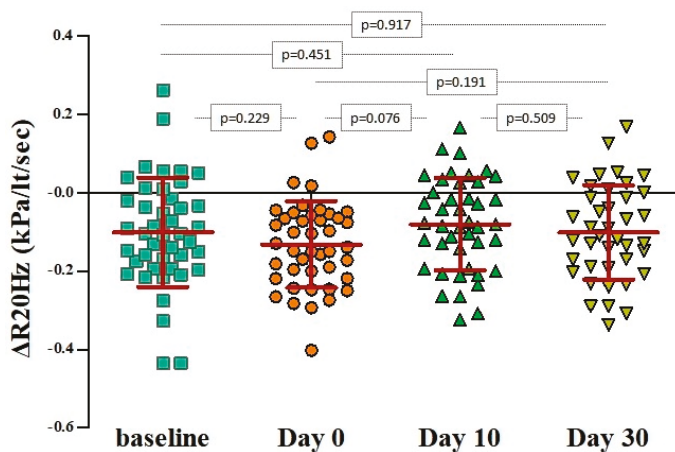 p=0.917
p=0.451
p=0.191
p=0.229 p=0.076 p=0.509
ΔR20Hz (kPa/lt/sec)
0.4
0.2
-0.0
-0.2
-0.4
-0.6
baseline Day 0 Day 10 Day 30